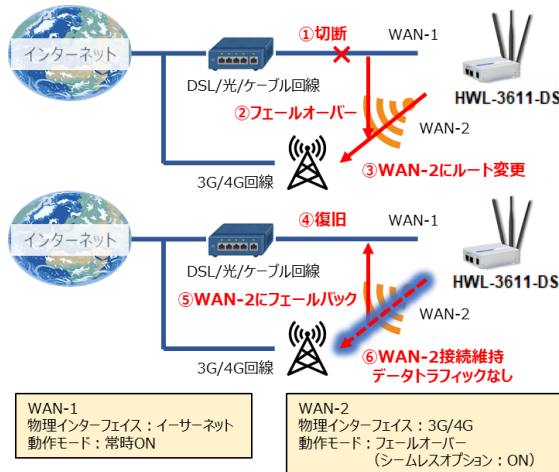 ①切断
WAN-1
インターネット
DSL/光/ケーブル回線
HWL-3611-DS
②フェールオーバー
WAN-2
3G/4G回線
③WAN-2にルート変更
④復旧
WAN-1
インターネット
DSL/光/ケーブル回線
HWL-3611-DS
⑤WAN-2にフェールバック
WAN-2
3G/4G回線
⑥WAN-2接続維持
データトラフィックなし
WAN-1
物理インターフェイス：イーサーネット
動作モード：常時ON
WAN-2
物理インターフェイス：3G/4G
動作モード：フェールオーバー
（シームレスオプション：ON）